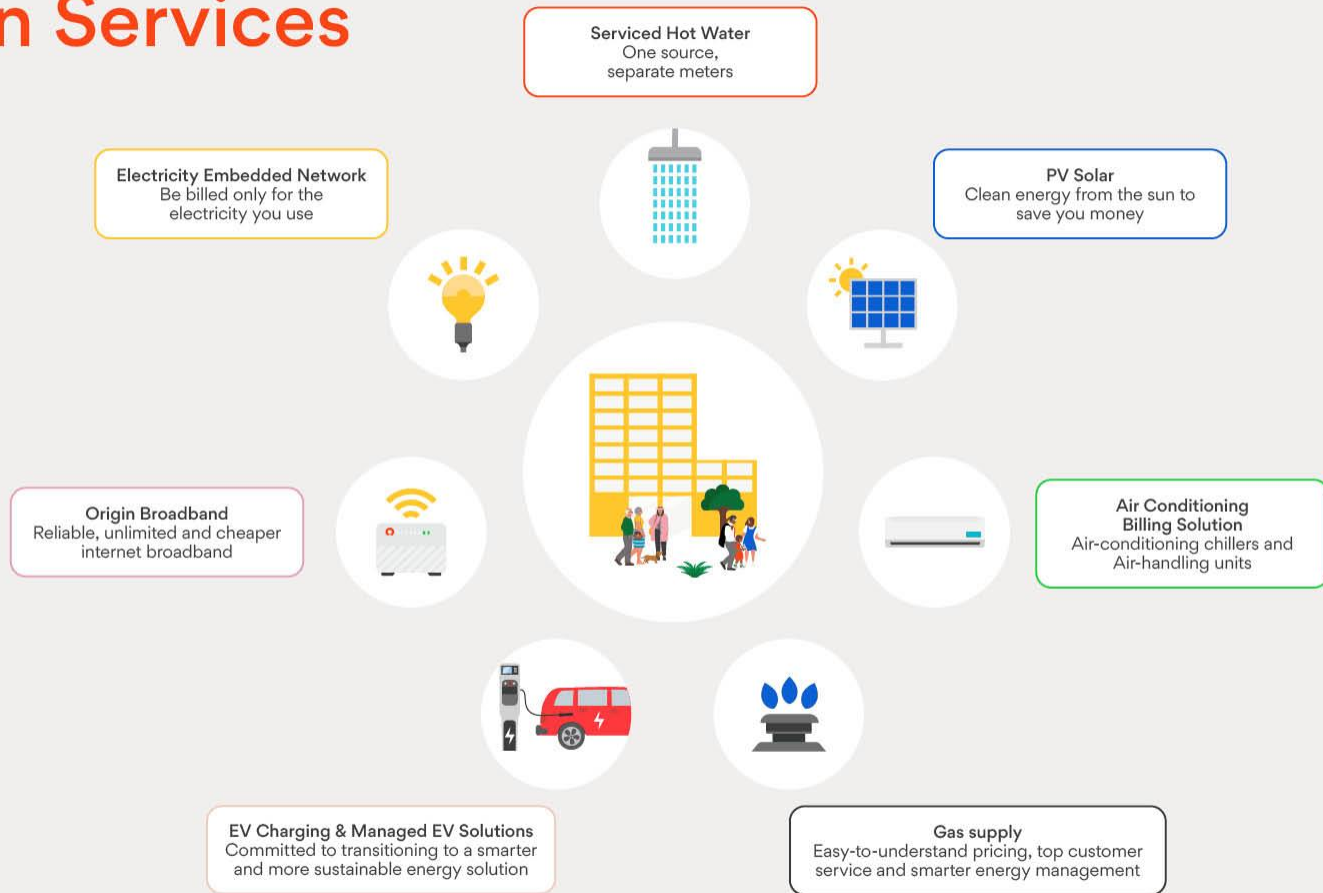 n Services
Serviced Hot Water
One source,
separate meters
Electricity Embedded Network
Be billed only for the
electricity you use
PV Solar
Clean energy from the sun to
save you money
Origin Broadband
Reliable, unlimited and cheaper
internet broadband
Air Conditioning
Billing Solution
Air-conditioning chillers and
Air-handling units
EV Charging & Managed EV Solutions
Committed to transitioning to a smarter
and more sustainable energy solution
Gas supply
Easy-to-understand pricing, top customer
service and smarter energy management